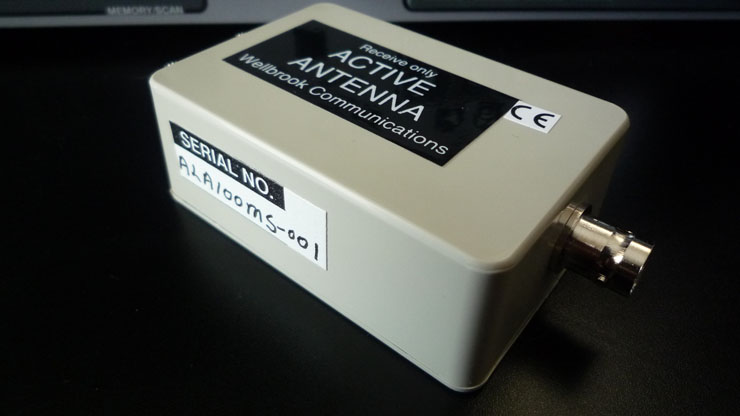 MEMORY/SCAN
Receive only
ACTIVE
ANTENNA
Wellbrook Communications
CE
SERIAL NO.
ALA100MS-001